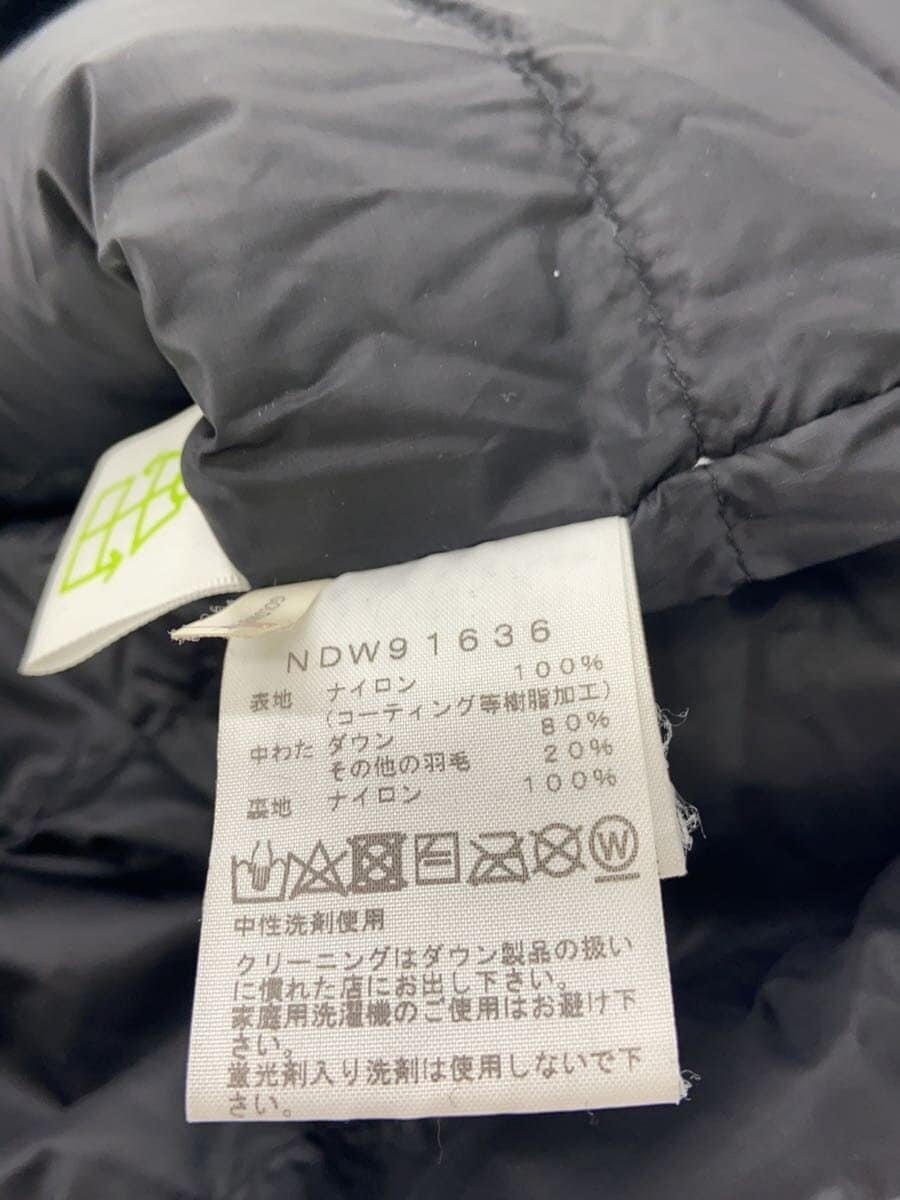 NDW91636
表地 ナイロン 100%
(コーティング等樹脂加工)
中わた ダウン 80%
その他の羽毛 20%
裏地 ナイロン 100%
W
中性洗剤使用
クリーニングはダウン製品の扱い
に慣れた店にお出し下さい。
家庭用洗濯機のご使用はお避け下
さい。
蛍光剤入り洗剤は使用しないで下
さい。